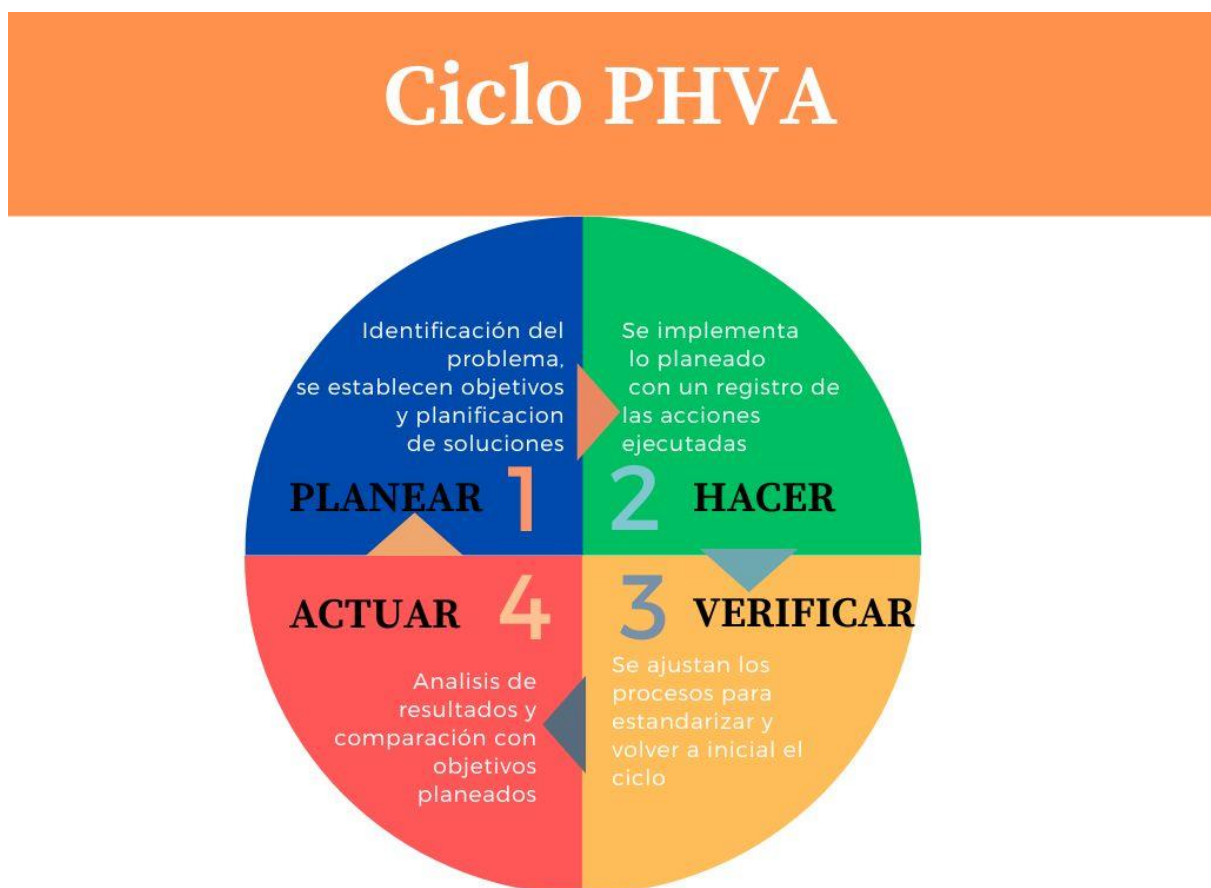 Ciclo PHVA
Identificación del
problema,
se establecen objetivos
y planificacion
de soluciones
PLANEAR 1
Se implementa
lo planeado
con un registro de
las acciones
ejecutadas
2 HACER
3 VERIFICAR
Se ajustan los
procesos para
estandarizar y
volver a inicial el
ciclo
ACTUAR 4
Analisis de
resultados y
comparación con
objetivos
planeados